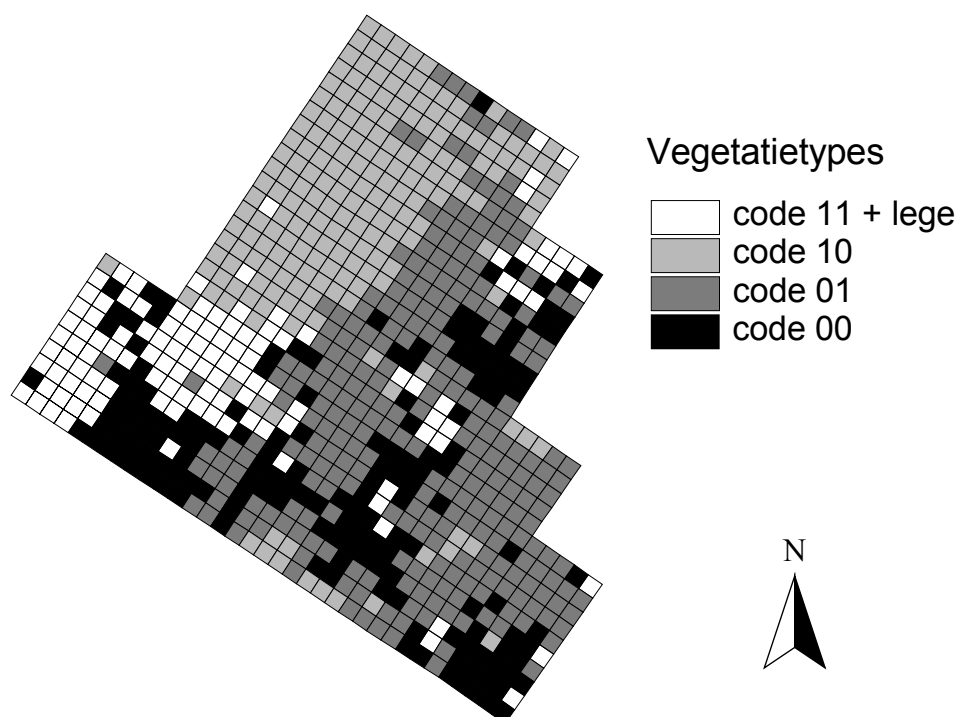 Vegetatietypes
code 11 + lege
code 10
code 01
code 00
N